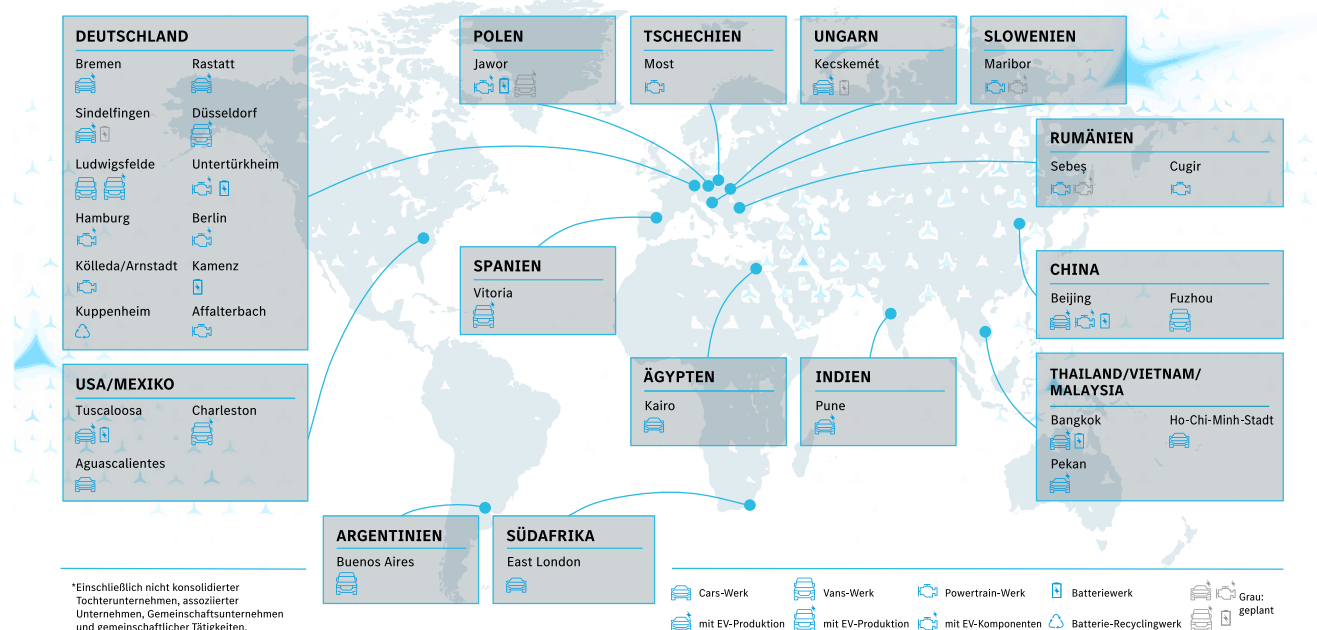 DEUTSCHLAND
Bremen
Rastatt
Sindelfingen
Düsseldorf
Ludwigsfelde
Untertürkheim
Hamburg
Berlin
Kölleda/Arnstadt
Kamenz
Kuppenheim
Affalterbach
USA/MEXIKO
Tuscaloosa
Charleston
Aguascalientes
POLEN
Jawor
TSCHECHIEN
Most
UNGARN
Kecskemét
SLOWENIEN
Maribor
RUMÄNIEN
Sebeş
Cugir
SPANIEN
Vitoria
CHINA
Beijing
Fuzhou
ÄGYPTEN
Kairo
INDIEN
Pune
THAILAND/VIETNAM/
MALAYSIA
Bangkok
Ho-Chi-Minh-Stadt
Pekan
ARGENTINIEN
Buenos Aires
SÜDAFRIKA
East London
*Einschließlich nicht konsolidierter
Tochterunternehmen, assoziierter
Unternehmen, Gemeinschaftsunternehmen
und gemeinschaftlicher Tätigkeiten.
Cars-Werk
Vans-Werk
Powertrain-Werk
Batteriewerk
Grau:
geplant
mit EV-Produktion
mit EV-Produktion
mit EV-Komponenten
Batterie-Recyclingwerk